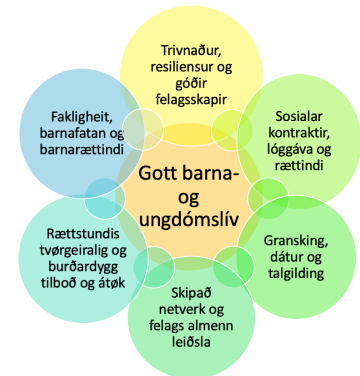 Trivnaður,
resiliensur og
góðir
felagsskapir
Sosialar
kontraktir,
lóggáva og
rættindi
Gransking,
dátur og
talgilding
Skipað
netverk og
felags almenn
leiðsla
Rættstundis
tvørgeiralig og
burðardygg
tilboð og átøk
Fakligheit,
barnafatan og
barnarættindi
Gott barna-
og
ungdómslív